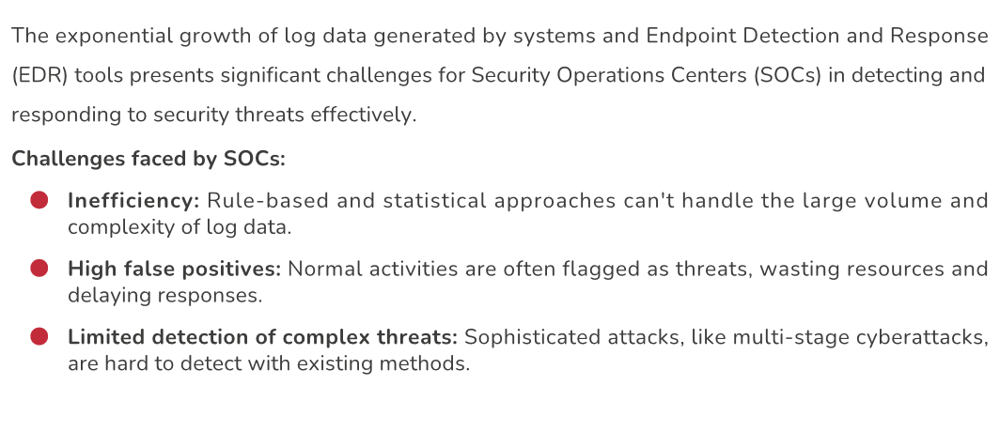 The exponential growth of log data generated by systems and Endpoint Detection and Response
(EDR) tools presents significant challenges for Security Operations Centers (SOCs) in detecting and
responding to security threats effectively.
Challenges faced by SOCs:
Inefficiency: Rule-based and statistical approaches can't handle the large volume and
complexity of log data.
High false positives: Normal activities are often flagged as threats, wasting resources and
delaying responses.
Limited detection of complex threats: Sophisticated attacks, like multi-stage cyberattacks,
are hard to detect with existing methods.